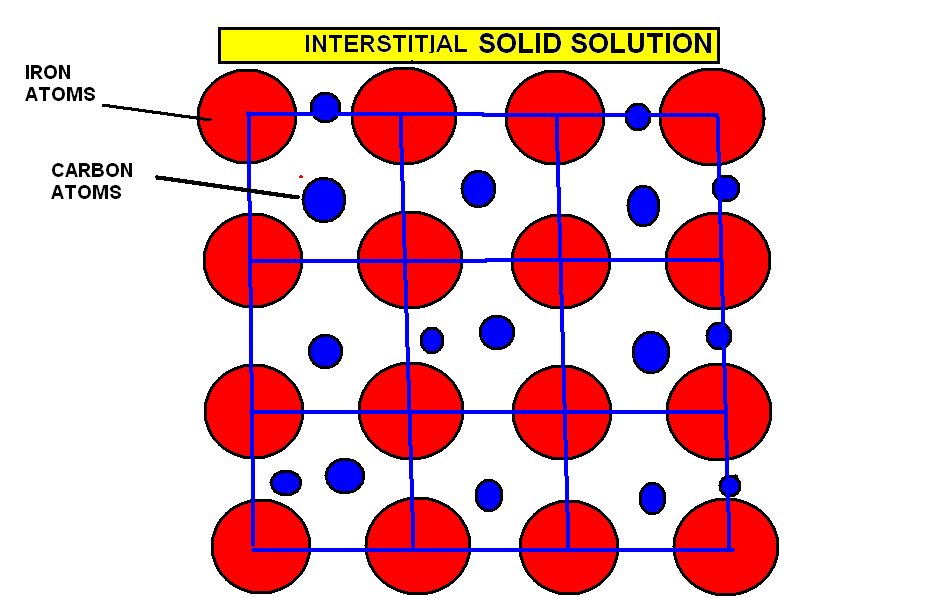 INTERSTITIAL SOLID SOLUTION
IRON
ATOMS
CARBON
ATOMS